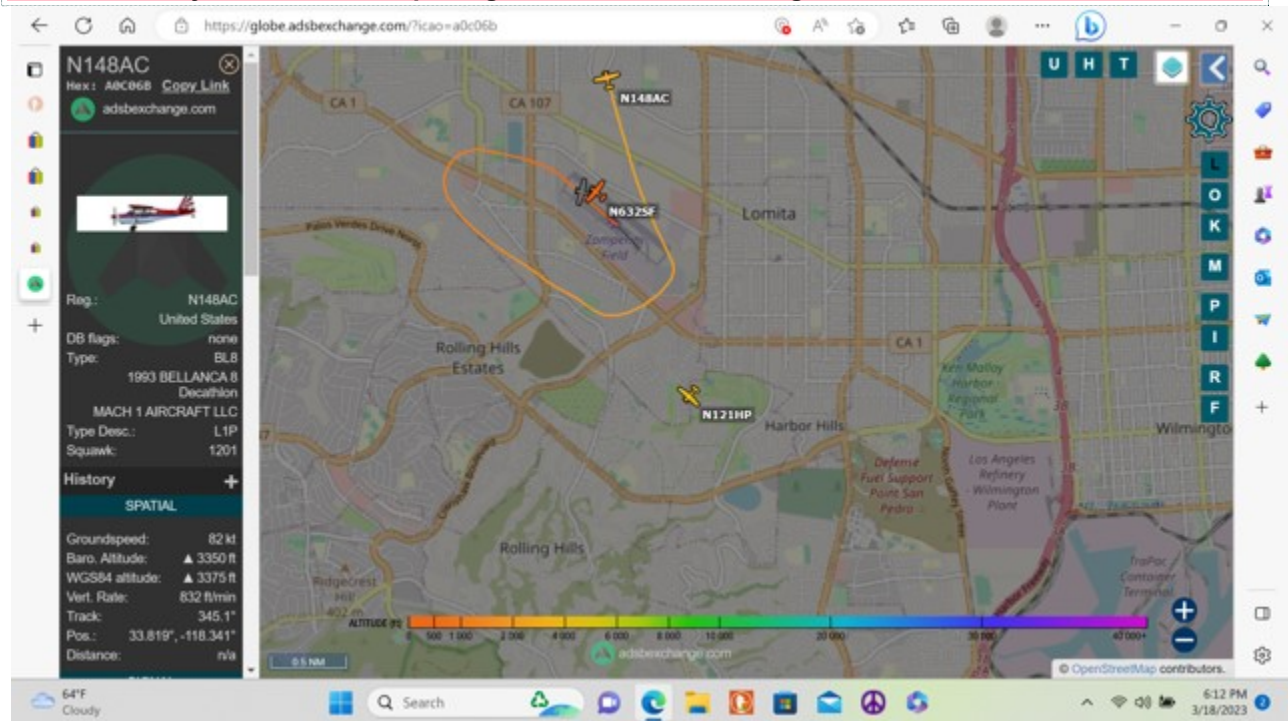 https://globe.adsbexchange.com/?icao=a0c06b
N148AC
Hex: A0C06B Copy Link
adsbexchange.com
Reg.: N148AC
United States
DB flags: none
Type: BL8
1993 BELLANCA 8
Decathlon
MACH 1 AIRCRAFT LLC
Type Desc.: L1P
Squawk: 1201
History +
SPATIAL
Groundspeed: 82 kt
Baro. Altitude: ▲ 3350 ft
WGS84 altitude: ▲ 3375 ft
Vert. Rate: 832 ft/min
Track: 345.1°
Pos.: 33.819°, -118.341°
Distance: n/a
U H T
L
O
K
M
P
I
R
F
CA 1
CA 107
N148AC
N632SF
Lomita
Palos Verdes Drive North
Zamperini
Field
Rolling Hills
Estates
CA 1
Ken Malloy
Harbor
Regional
Park
N121HP
Harbor Hills
Wilmingto
Defense
Fuel Support
Point San
Pedro
Los Angeles
Refinery
- Wilmington
Plant
Rolling Hills
Ridgecrest
Hill
402 m
TraPac
Container
Terminal
ALTITUDE (ft)
0 500 1 000 2 000 4 000 6 000 8 000 10 000 20 000 30 000 40 000+
adsbexchange.com
0.5 NM
© OpenStreetMap contributors.
64°F
Cloudy
Search
6:12 PM
3/18/2023
2